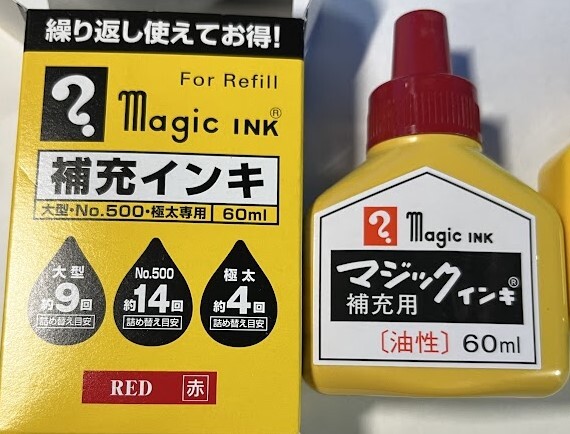 繰り返し使えてお得!
For Refill
?
magic INK®
補充インキ
大型・No.500・極太専用 60ml
大型
約9回
詰め替え目安
No.500
約14回
詰め替え目安
極太
約4回
詰め替え目安
RED 赤
? magic INK
マジックインキ®
補充用
〔油性〕 60ml